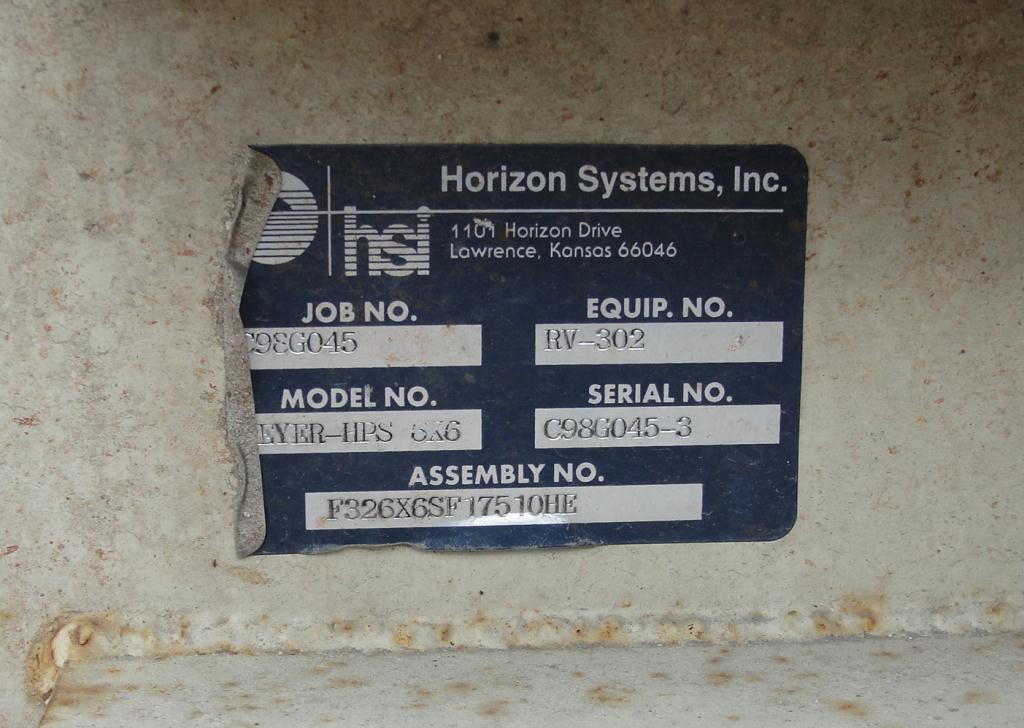 Horizon Systems, Inc.
hsi
1101 Horizon Drive
Lawrence, Kansas 66046
JOB NO.
EQUIP. NO.
C98G045
RV-302
MODEL NO.
SERIAL NO.
EYER-HPS 6X6
C98G045-3
ASSEMBLY NO.
F326X6SF17510HE